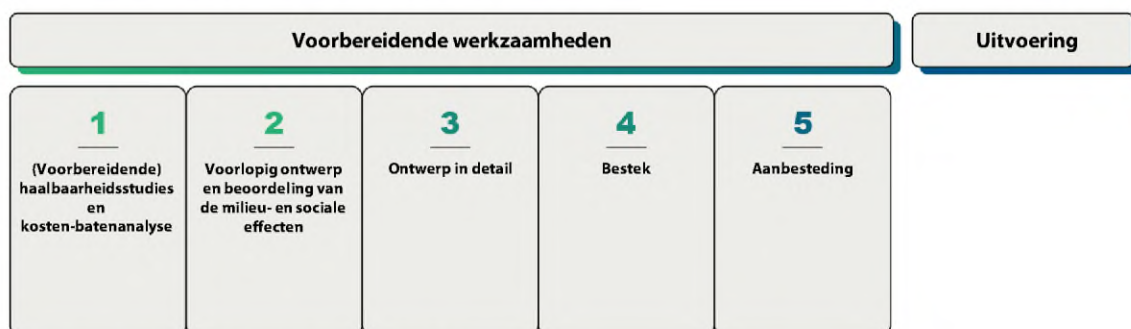 Voorbereidende werkzaamheden
Uitvoering
1
(Voorbereidende)
haalbaarheidsstudies
en
kosten-batenanalyse
2
Voorlopig ontwerp
en beoordeling van
de milieu- en sociale
effecten
3
Ontwerp in detail
4
Bestek
5
Aanbesteding